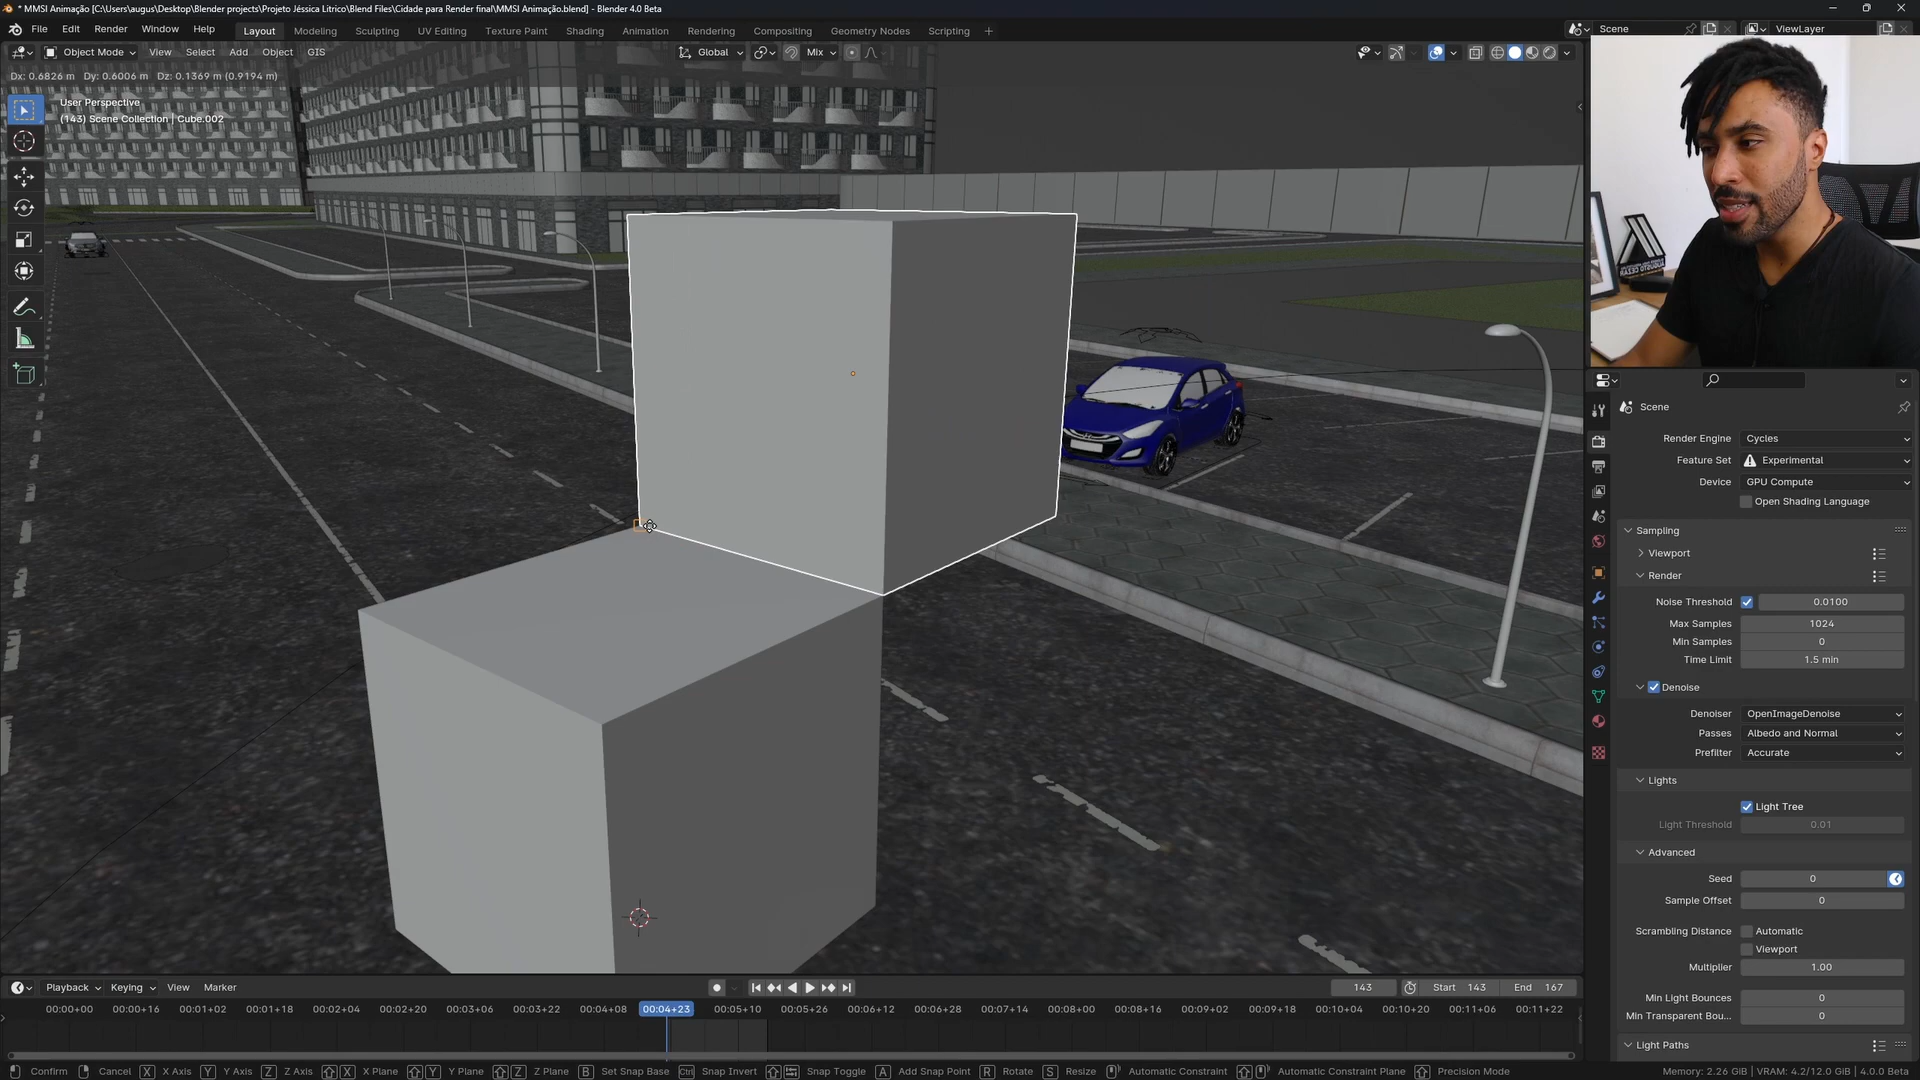 * MMSI Animação [C:\Users\augus\Desktop\Blender projects\Projeto Jéssica Litrico\Blend Files\Cidade para Render final\MMSI Animação.blend] - Blender 4.0 Beta
File Edit Render Window Help Layout Modeling Sculpting UV Editing Texture Paint Shading Animation Rendering Compositing Geometry Nodes Scripting + Scene ViewLayer
Object Mode View Select Add Object GIS Global Mix
Dx: 0.6826 m Dy: 0.6006 m Dz: 0.1369 m (0.9194 m)
User Perspective
(143) Scene Collection | Cube.002
Scene
Render Engine Cycles
Feature Set Experimental
Device GPU Compute
Open Shading Language
Sampling
Viewport
Render
Noise Threshold 0.0100
Max Samples 1024
Min Samples 0
Time Limit 1.5 min
Denoise
Denoiser OpenImageDenoise
Passes Albedo and Normal
Prefilter Accurate
Lights
Light Tree
Light Threshold 0.01
Advanced
Seed 0
Sample Offset 0
Scrambling Distance Automatic
Viewport
Multiplier 1.00
Min Light Bounces 0
Min Transparent Bou... 0
Light Paths
Playback Keying View Marker 143 Start 143 End 167
00:00+00 00:00+16 00:01+02 00:01+18 00:02+04 00:02+20 00:03+06 00:03+22 00:04+08 00:04+23 00:05+10 00:05+26 00:06+12 00:06+28 00:07+14 00:08+00 00:08+16 00:09+02 00:09+18 00:10+04 00:10+20 00:11+06 00:11+22
Confirm Cancel X X Axis Y Y Axis Z Z Axis X X Plane Y Y Plane Z Z Plane B Set Snap Base Ctrl Snap Invert Snap Toggle A Add Snap Point R Rotate S Resize Automatic Constraint Automatic Constraint Plane Precision Mode Memory: 2.26 GiB | VRAM: 4.2/12.0 GiB | 4.0.0 Beta